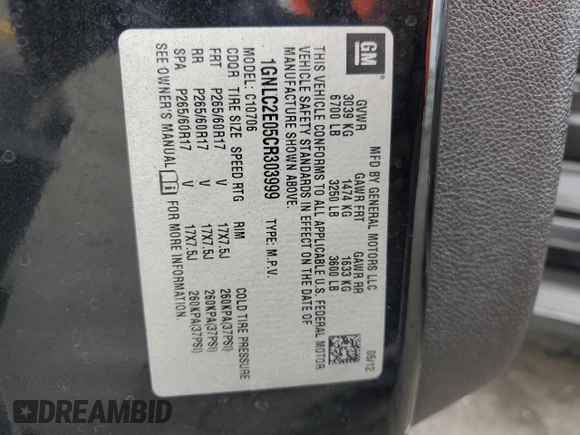 GM
MFD BY GENERAL MOTORS LLC
05/12
GVWR GAWR FRT GAWR RR
3039 KG 1474 KG 1633 KG
6700 LB 3250 LB 3600 LB
THIS VEHICLE CONFORMS TO ALL APPLICABLE U.S. FEDERAL MOTOR
VEHICLE SAFETY STANDARDS IN EFFECT ON THE DATE OF
MANUFACTURE SHOWN ABOVE.
1GNLC2E05CR303999 TYPE: M.P.V.
MODEL: C10706
CDQR TIRE SIZE SPEED RTG RIM COLD TIRE PRESSURE
FRT P265/60R17 V 17X7.5J 260KPA(37PSI)
RR P265/60R17 V 17X7.5J 260KPA(37PSI)
SPA P265/60R17 V 17X7.5J 260KPA(37PSI)
SEE OWNER'S MANUAL i FOR MORE INFORMATION.
DREAMBID